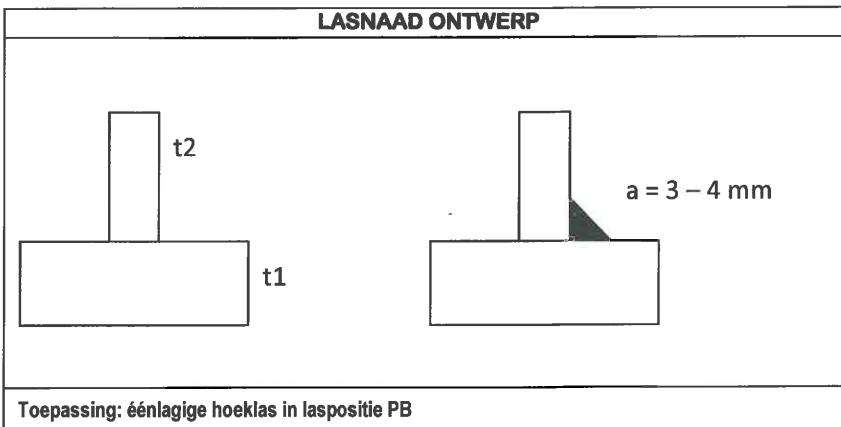 LASNAAD ONTWERP
t2
a = 3 – 4 mm
t1
Toepassing: éénlagige hoeklas in laspositie PB